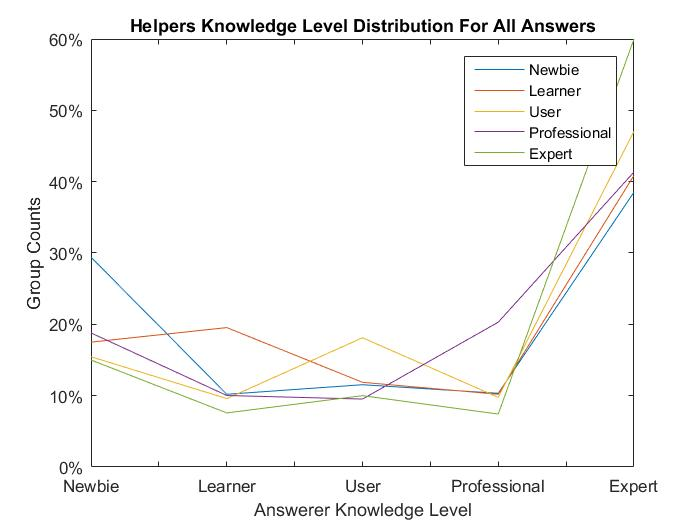 Helpers Knowledge Level Distribution For All Answers
60%
50%
40%
30%
20%
10%
0%
Group Counts
Newbie
Learner
User
Professional
Expert
Newbie Learner User Professional Expert
Answerer Knowledge Level